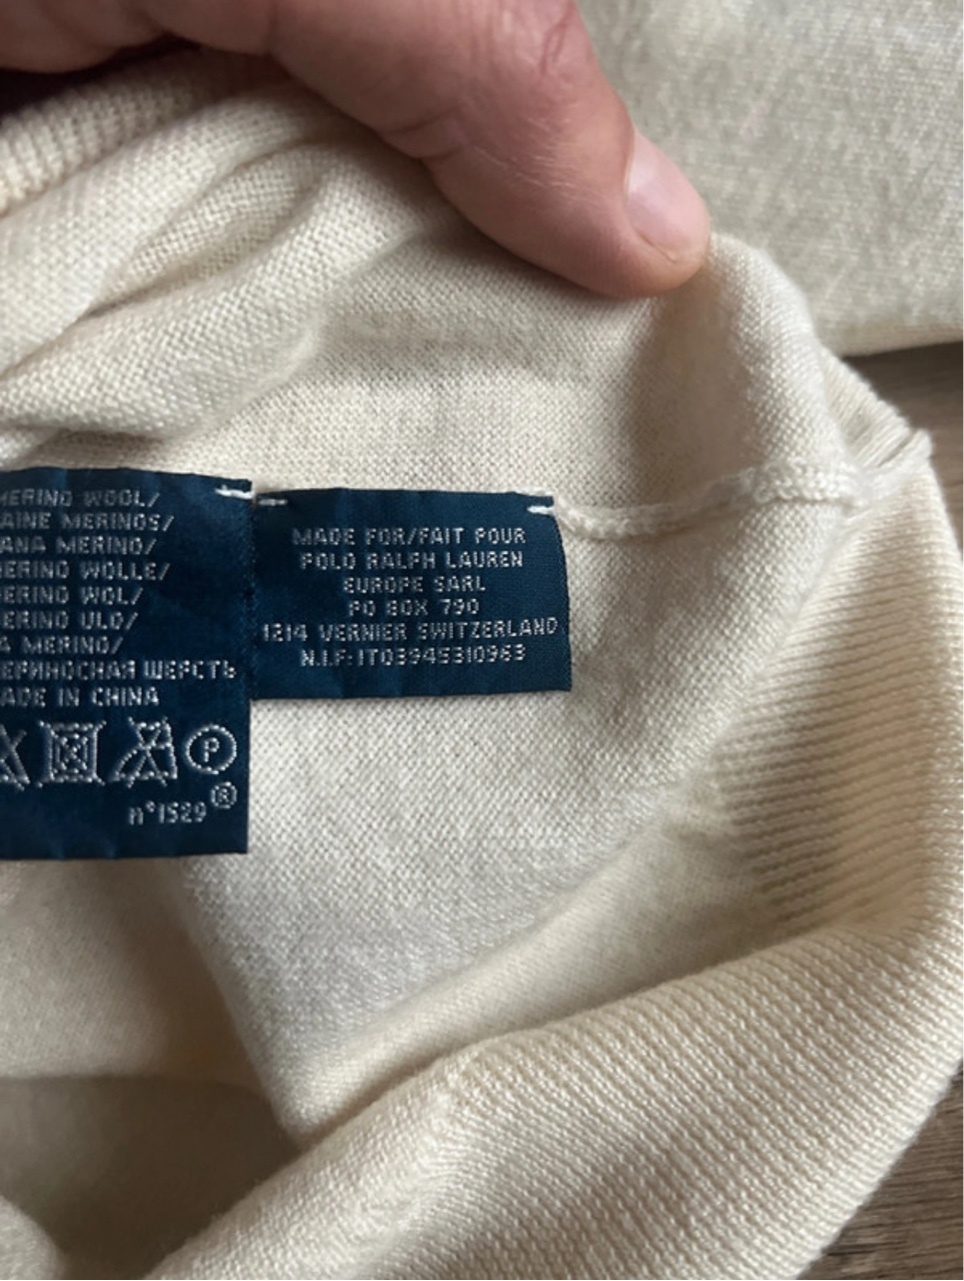 MERINO WOOL/
AINE MERINOS/
ANA MERINO/
ERINO WOLLE/
ERINO WOL/
ERINO ULD/
A MERINO/
ЕРИНОСНАЯ ШЕРСТЬ
ADE IN CHINA
P
n°1529®
MADE FOR/FAIT POUR
POLO RALPH LAUREN
EUROPE SARL
PO BOX 790
1214 VERNIER SWITZERLAND
N.I.F: IT03945310963